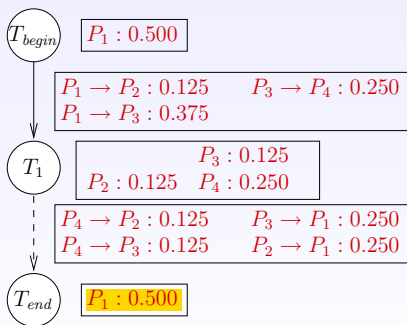 T_begin P_1 : 0.500
P_1 → P_2 : 0.125 P_3 → P_4 : 0.250
P_1 → P_3 : 0.375
P_3 : 0.125
T_1
P_2 : 0.125 P_4 : 0.250
P_4 → P_2 : 0.125 P_3 → P_1 : 0.250
P_4 → P_3 : 0.125 P_2 → P_1 : 0.250
T_end P_1 : 0.500